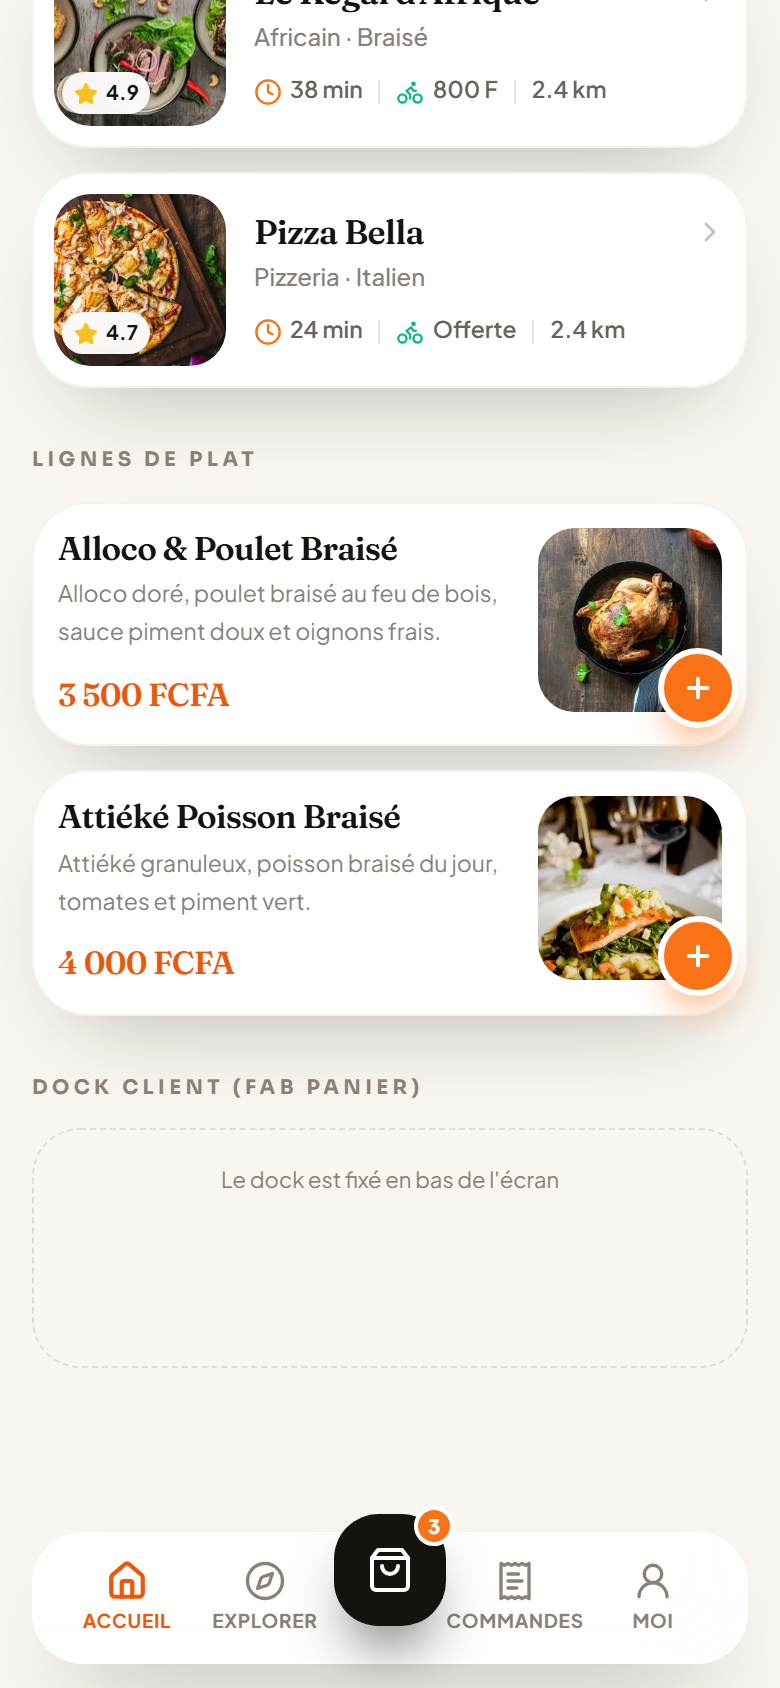 Le Régal d'Afrique
Africain · Braisé
4.9
38 min
800 F
2.4 km
Pizza Bella
Pizzeria · Italien
4.7
24 min
Offerte
2.4 km
LIGNES DE PLAT
Alloco & Poulet Braisé
Alloco doré, poulet braisé au feu de bois,
sauce piment doux et oignons frais.
3 500 FCFA
Attiéké Poisson Braisé
Attiéké granuleux, poisson braisé du jour,
tomates et piment vert.
4 000 FCFA
DOCK CLIENT (FAB PANIER)
Le dock est fixé en bas de l'écran
3
ACCUEIL
EXPLORER
COMMANDES
MOI